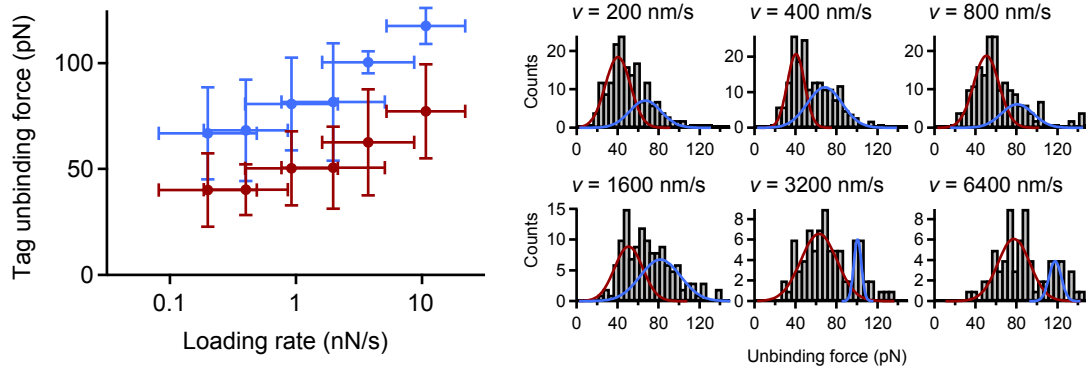 Tag unbinding force (pN)
100
50
0
0.1 1 10
Loading rate (nN/s)
v = 200 nm/s v = 400 nm/s v = 800 nm/s
Counts
20
10
0
0 40 80 120
20
10
0
0 40 80 120
20
10
0
0 40 80 120
v = 1600 nm/s v = 3200 nm/s v = 6400 nm/s
Counts
15
10
5
0
0 40 80 120
8
6
4
2
0
0 40 80 120
8
6
4
2
0
0 40 80 120
Unbinding force (pN)